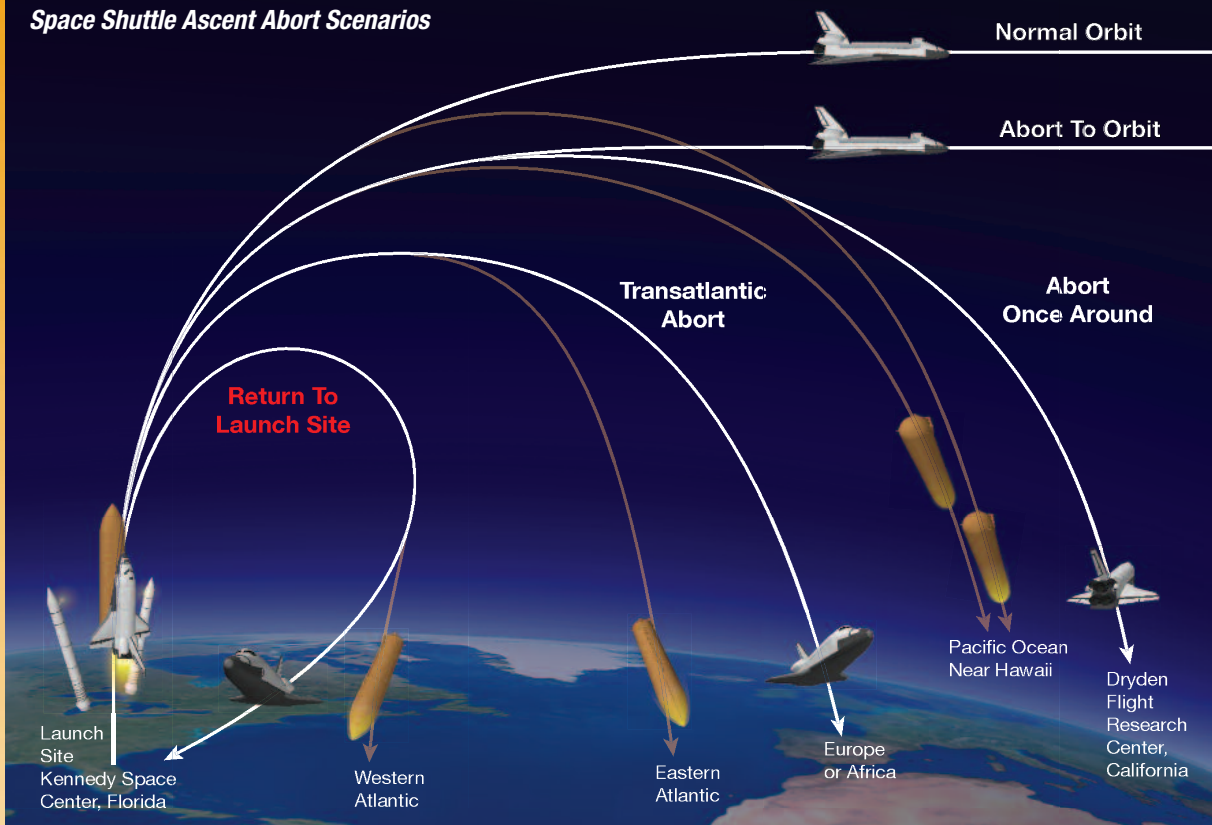 Space Shuttle Ascent Abort Scenarios
Normal Orbit
Abort To Orbit
Transatlantic
Abort
Abort
Once Around
Return To
Launch Site
Pacific Ocean
Near Hawaii
Dryden
Flight
Research
Center,
California
Launch
Site
Kennedy Space
Center, Florida
Western
Atlantic
Eastern
Atlantic
Europe
or Africa